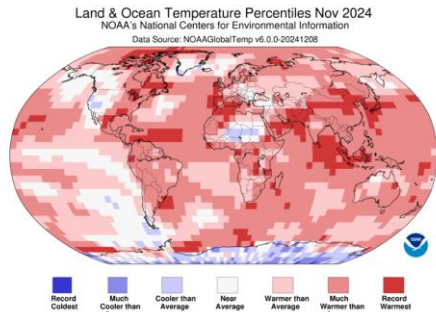 Land & Ocean Temperature Percentiles Nov 2024
NOAA's National Centers for Environmental Information
Data Source: NOAAGlobalTemp v6.0.0-20241208
NOAA
Record Coldest
Much Cooler than
Cooler than Average
Near Average
Warmer than Average
Much Warmer than
Record Warmest